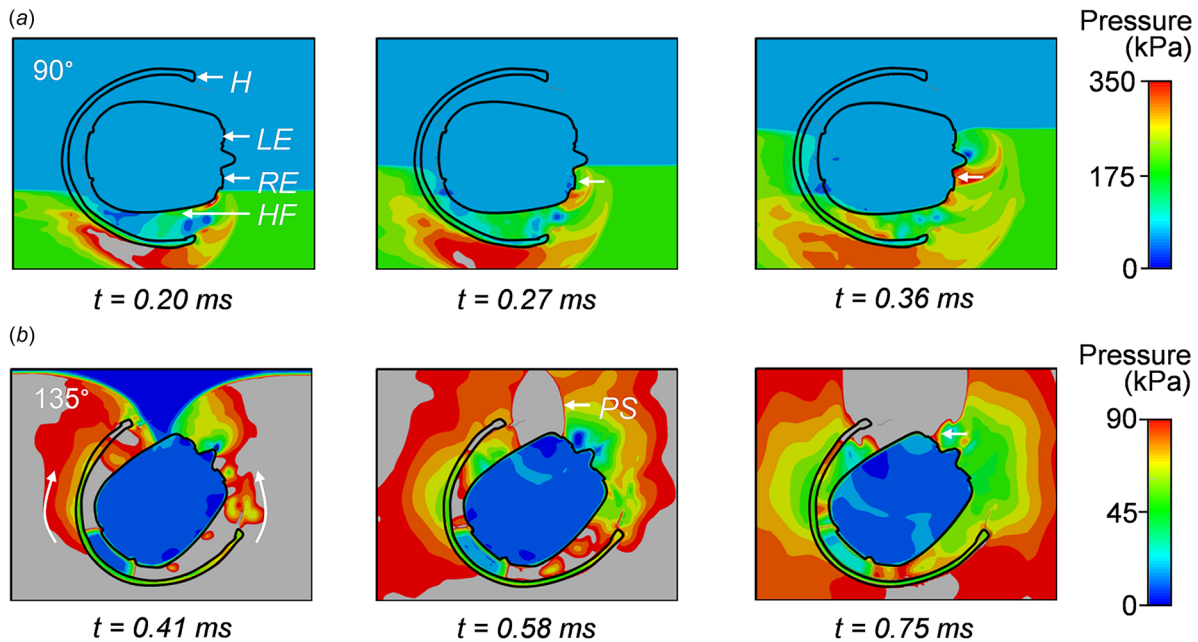 (a)
Pressure
(kPa)
90°
H
LE
RE
HF
350
175
0
t = 0.20 ms
t = 0.27 ms
t = 0.36 ms
(b)
Pressure
(kPa)
135°
PS
90
45
0
t = 0.41 ms
t = 0.58 ms
t = 0.75 ms